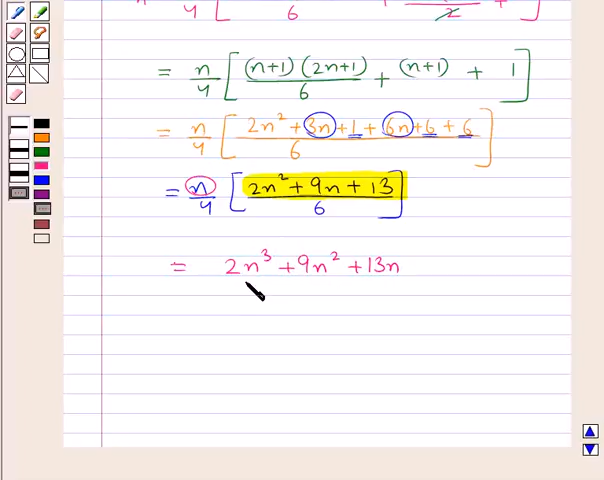 n/4 [ (n+1)(2n+1)/6 + (n+1) + 1 ]
= n/4 [ (2n² + 3n + 1 + 6n + 6 + 6)/6 ]
= n/4 [ (2n² + 9n + 13)/6 ]
= 2n³ + 9n² + 13n